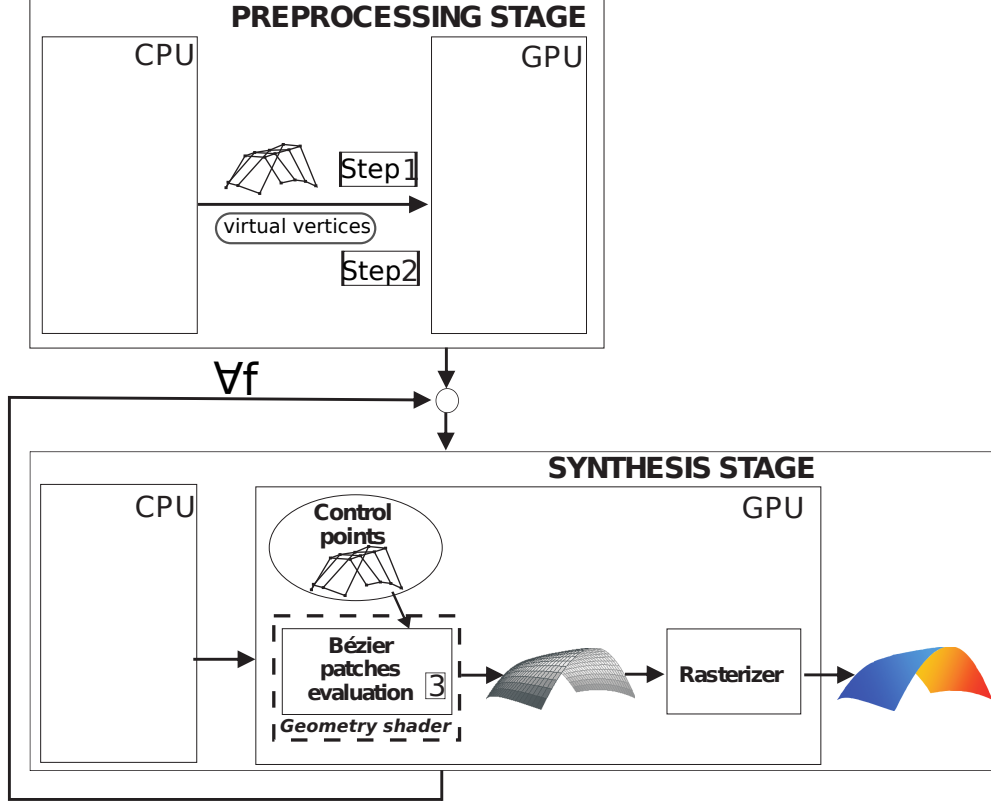 PREPROCESSING STAGE
CPU
GPU
Step1
virtual vertices
Step2
∀f
SYNTHESIS STAGE
CPU
GPU
Control
points
Bézier
patches
evaluation 3
Geometry shader
Rasterizer